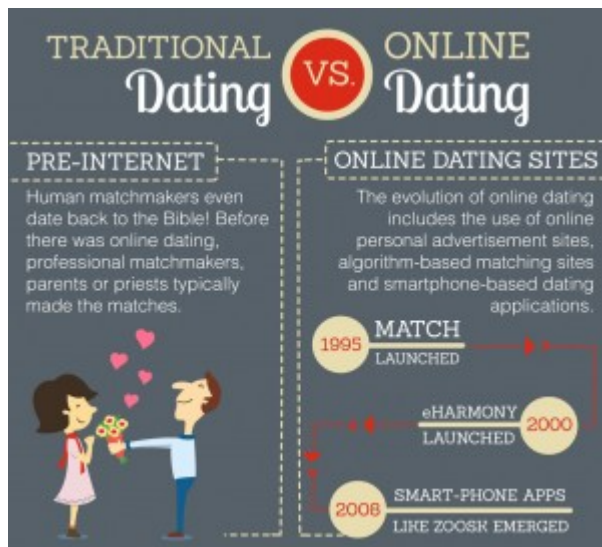 TRADITIONAL
Dating
VS.
ONLINE
Dating
PRE-INTERNET
Human matchmakers even
date back to the Bible! Before
there was online dating,
professional matchmakers,
parents or priests typically
made the matches.
ONLINE DATING SITES
The evolution of online dating
includes the use of online
personal advertisement sites,
algorithm-based matching sites
and smartphone-based dating
applications.
1995
MATCH
LAUNCHED
eHARMONY
LAUNCHED
2000
2008
SMART-PHONE APPS
LIKE ZOOSK EMERGED